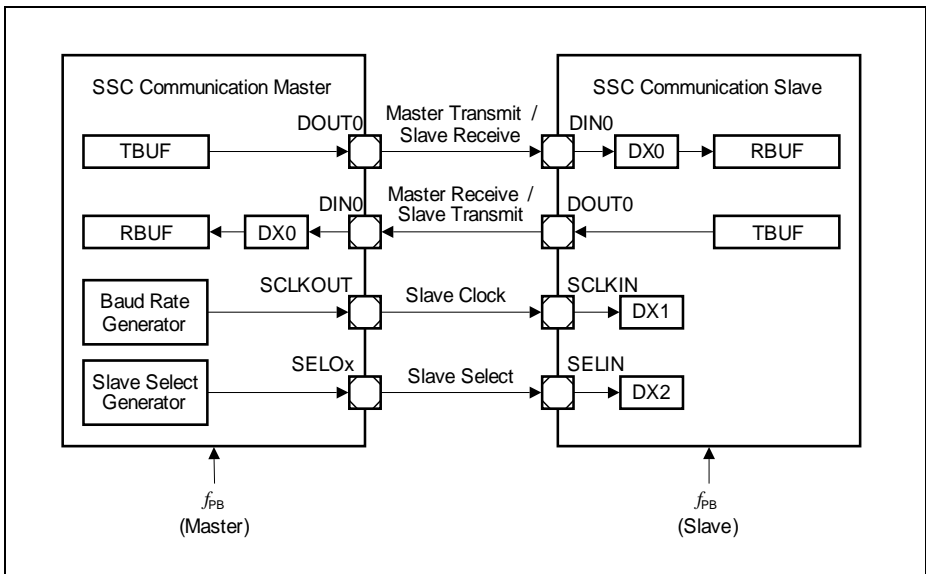 SSC Communication Master
SSC Communication Slave
DOUT0
Master Transmit /
Slave Receive
DIN0
TBUF
DX0
RBUF
DIN0
Master Receive /
Slave Transmit
DOUT0
RBUF
DX0
TBUF
SCLKOUT
Slave Clock
SCLKIN
Baud Rate
Generator
DX1
SELOx
Slave Select
SELIN
Slave Select
Generator
DX2
fPB
(Master)
fPB
(Slave)